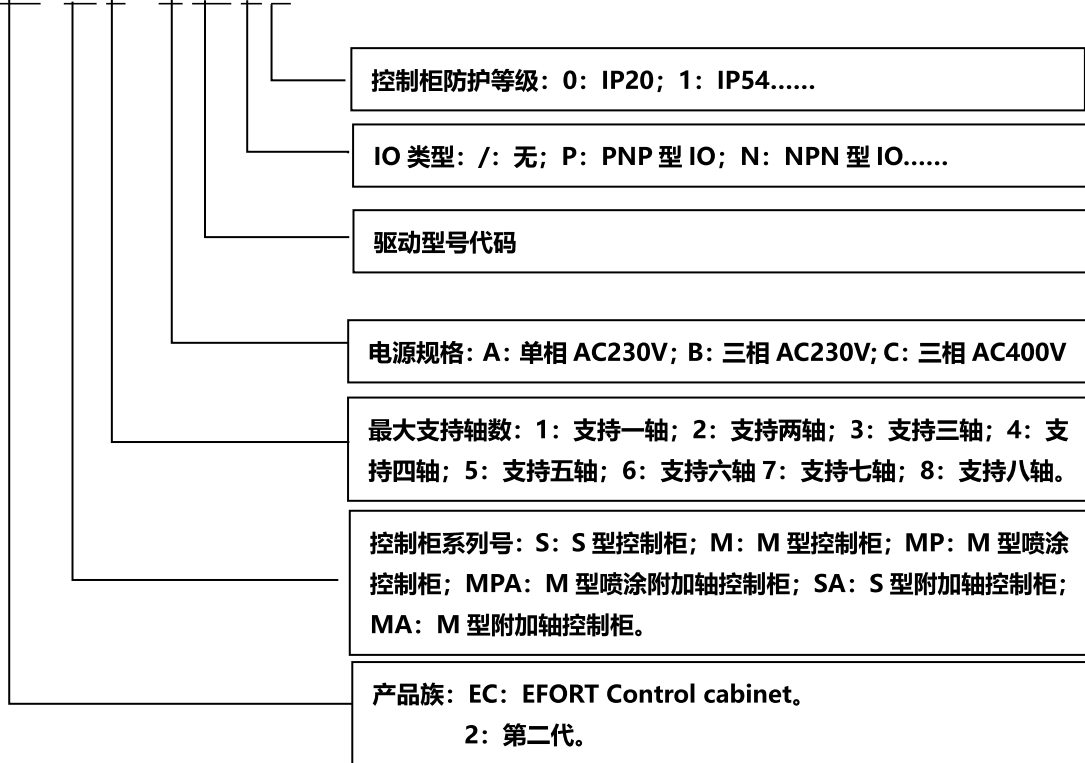 控制柜防护等级：0：IP20；1：IP54……
IO 类型：/：无；P：PNP 型 IO；N：NPN 型 IO……
驱动型号代码
电源规格：A：单相 AC230V；B：三相 AC230V; C：三相 AC400V
最大支持轴数：1：支持一轴；2：支持两轴；3：支持三轴；4：支
持四轴；5：支持五轴；6：支持六轴 7：支持七轴；8：支持八轴。
控制柜系列号：S：S 型控制柜；M：M 型控制柜；MP：M 型喷涂
控制柜；MPA：M 型喷涂附加轴控制柜；SA：S 型附加轴控制柜；
MA：M 型附加轴控制柜。
产品族：EC：EFORT Control cabinet。
2：第二代。